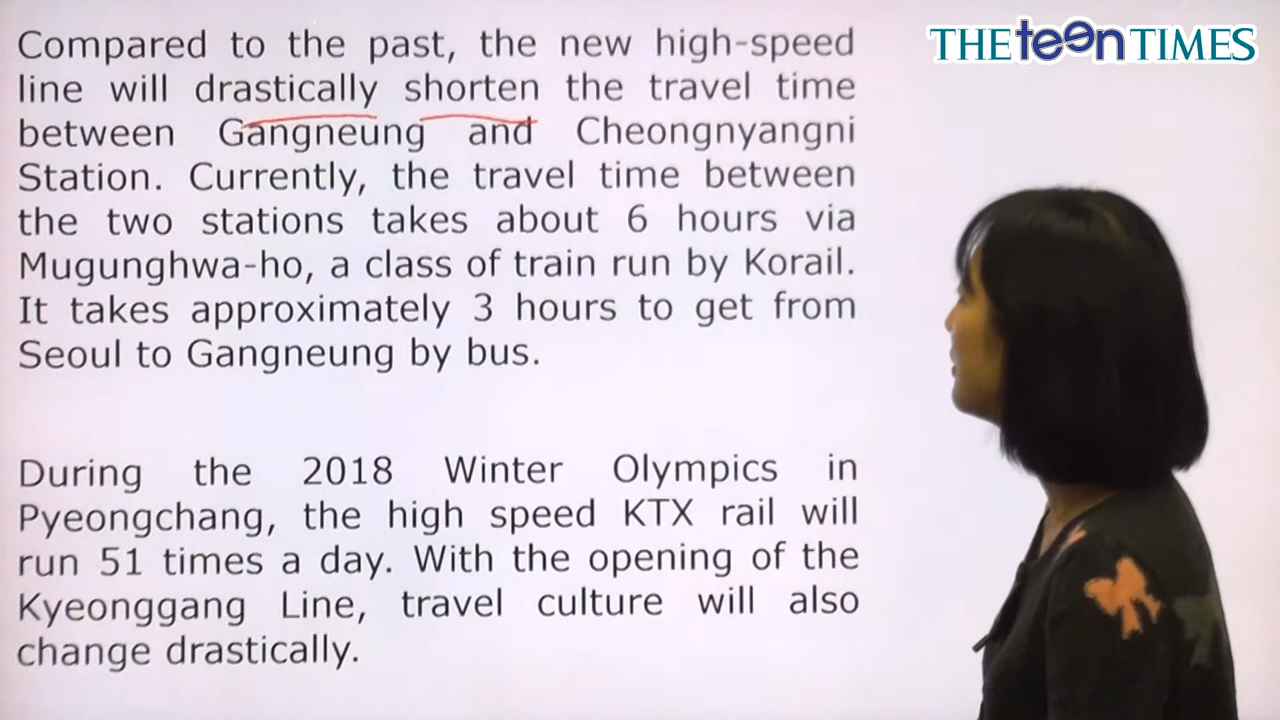 THE teen TIMES
Compared to the past, the new high-speed
line will drastically shorten the travel time
between Gangneung and Cheongnyangni
Station. Currently, the travel time between
the two stations takes about 6 hours via
Mugunghwa-ho, a class of train run by Korail.
It takes approximately 3 hours to get from
Seoul to Gangneung by bus.
During the 2018 Winter Olympics in
Pyeongchang, the high speed KTX rail will
run 51 times a day. With the opening of the
Kyeonggang Line, travel culture will also
change drastically.